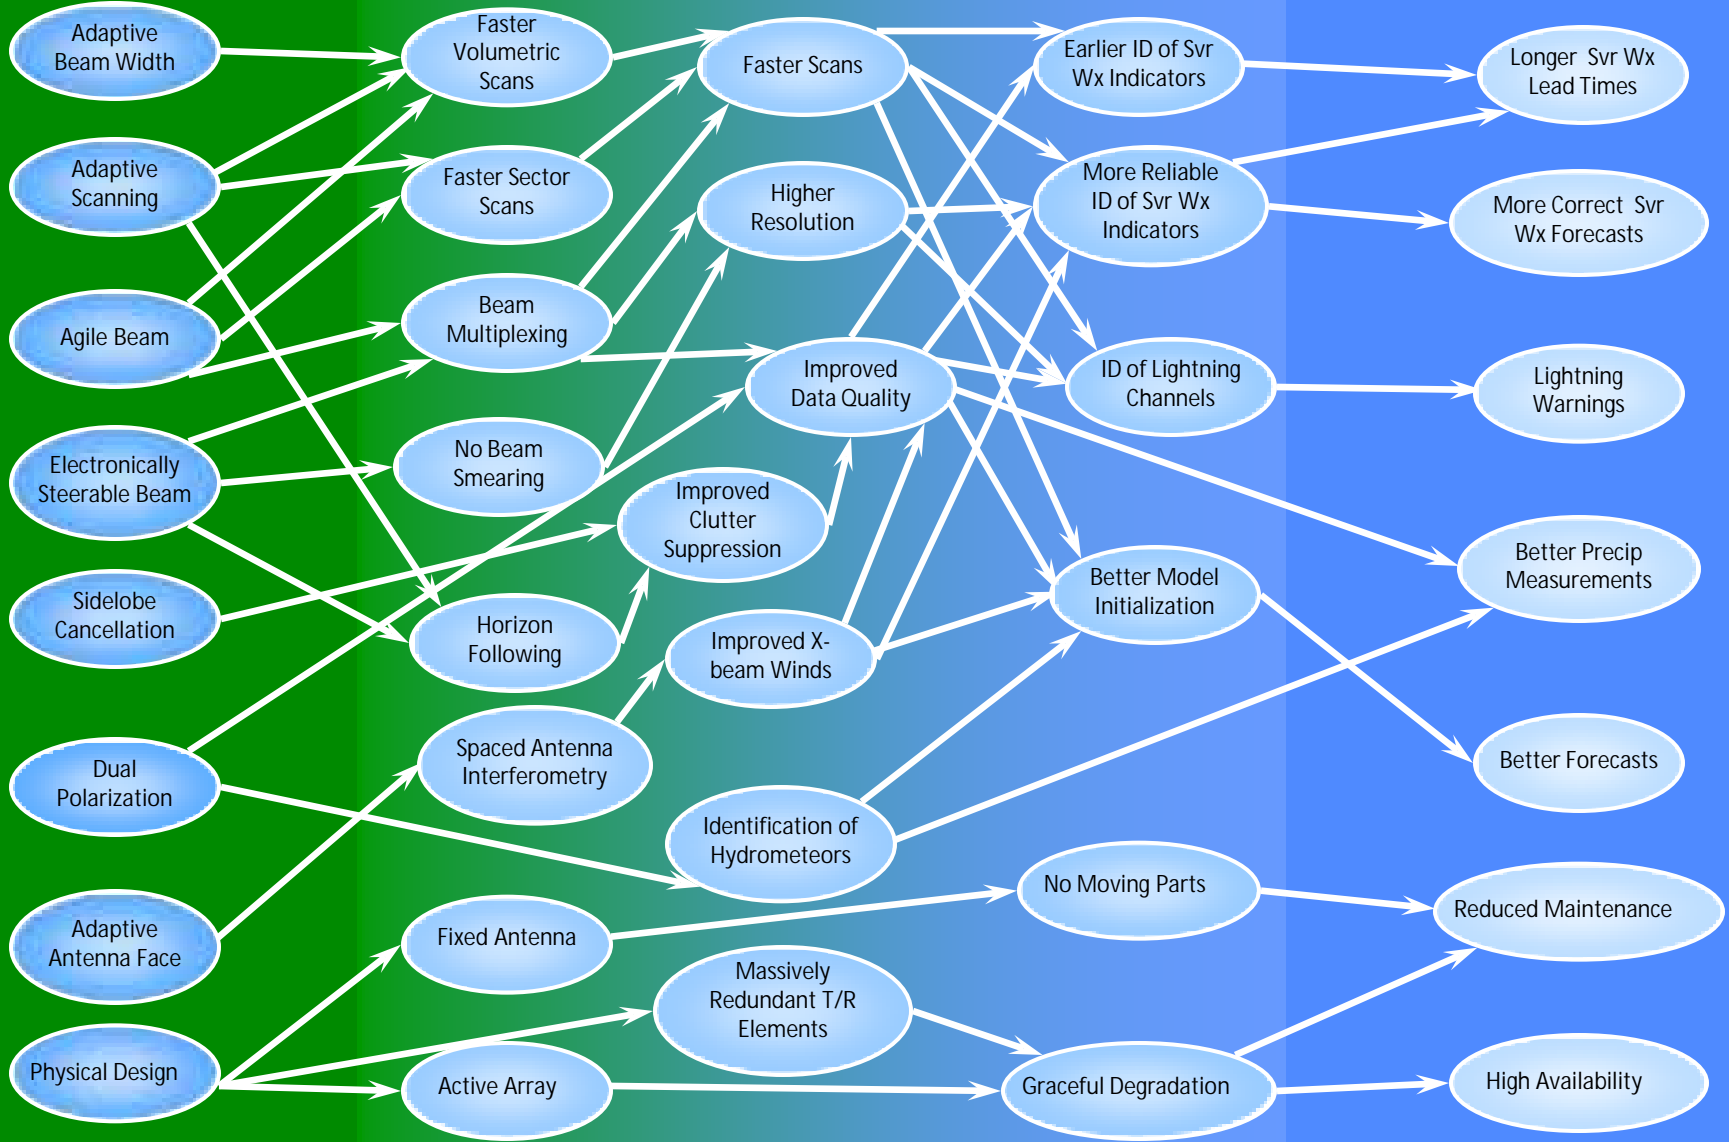 Adaptive
Beam Width
Adaptive
Scanning
Agile Beam
Electronically
Steerable Beam
Sidelobe
Cancellation
Dual
Polarization
Adaptive
Antenna Face
Physical Design
Faster
Volumetric
Scans
Faster Sector
Scans
Beam
Multiplexing
No Beam
Smearing
Horizon
Following
Spaced Antenna
Interferometry
Fixed Antenna
Active Array
Faster Scans
Higher
Resolution
Improved
Data Quality
Improved
Clutter
Suppression
Improved X-
beam Winds
Identification of
Hydrometeors
Massively
Redundant T/R
Elements
Earlier ID of Svr
Wx Indicators
More Reliable
ID of Svr Wx
Indicators
ID of Lightning
Channels
Better Model
Initialization
No Moving Parts
Graceful Degradation
Longer Svr Wx
Lead Times
More Correct Svr
Wx Forecasts
Lightning
Warnings
Better Precip
Measurements
Better Forecasts
Reduced Maintenance
High Availability